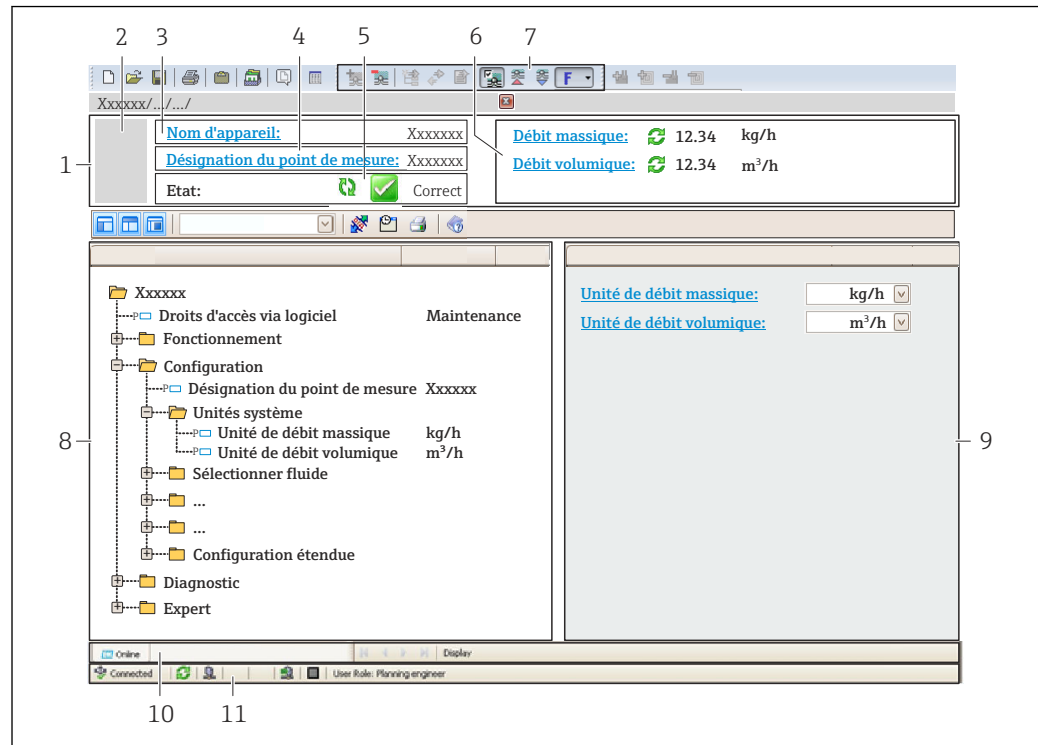 2 3 4 5 6 7
F
Xxxxxx/.../.../
1
Nom d'appareil: Xxxxxxx
Désignation du point de mesure: Xxxxxxx
Etat: Correct
Débit massique: 12.34 kg/h
Débit volumique: 12.34 m³/h
Xxxxxx
P Droits d'accès via logiciel Maintenance
Fonctionnement
Configuration
P Désignation du point de mesure Xxxxxx
Unités système
P Unité de débit massique kg/h
P Unité de débit volumique m³/h
Sélectionner fluide
...
...
Configuration étendue
Diagnostic
Expert
8
Unité de débit massique: kg/h
Unité de débit volumique: m³/h
9
Online Display
Connected User Role: Planning engineer
10 11